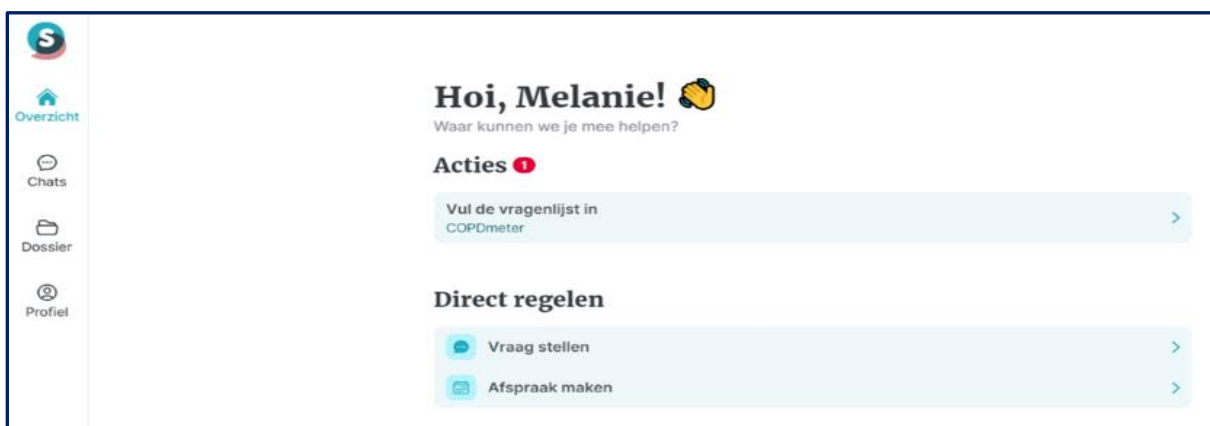 S
Overzicht
Chats
Dossier
Profiel
Hoi, Melanie! 👋
Waar kunnen we je mee helpen?
Acties 1
Vul de vragenlijst in
COPDmeter
Direct regelen
Vraag stellen
Afspraak maken